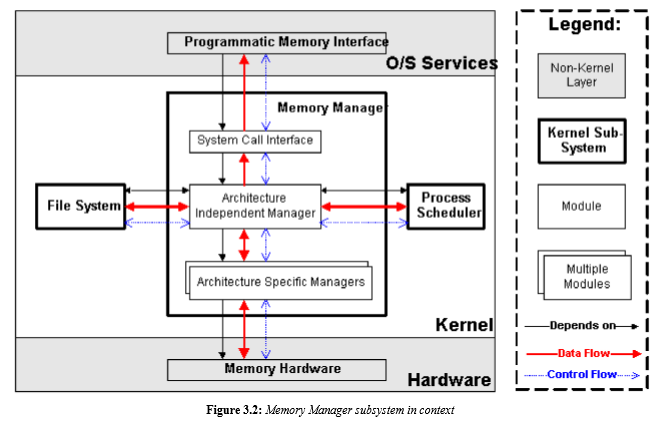 Programmatic Memory Interface
O/S Services
Memory Manager
System Call Interface
File System
Architecture
Independent Manager
Process
Scheduler
Architecture Specific Managers
Kernel
Memory Hardware
Hardware
Legend:
Non-Kernel
Layer
Kernel Sub-
System
Module
Multiple
Modules
Depends on
Data Flow
Control Flow
Figure 3.2: Memory Manager subsystem in context